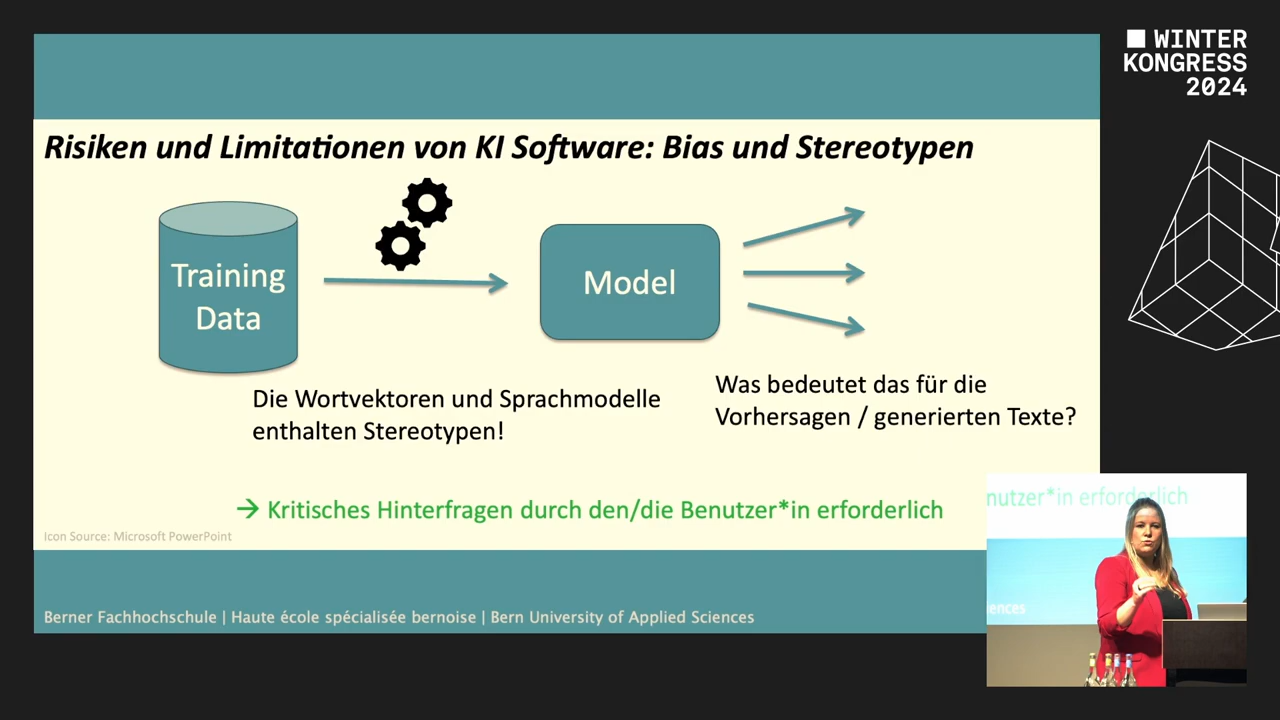 WINTER
KONGRESS
2024
Risiken und Limitationen von KI Software: Bias und Stereotypen
Training
Data
Model
Die Wortvektoren und Sprachmodelle
enthalten Stereotypen!
Was bedeutet das für die
Vorhersagen / generierten Texte?
→ Kritisches Hinterfragen durch den/die Benutzer*in erforderlich
Icon Source: Microsoft PowerPoint
Berner Fachhochschule | Haute école spécialisée bernoise | Bern University of Applied Sciences
nutzer*in erforderlich
ences